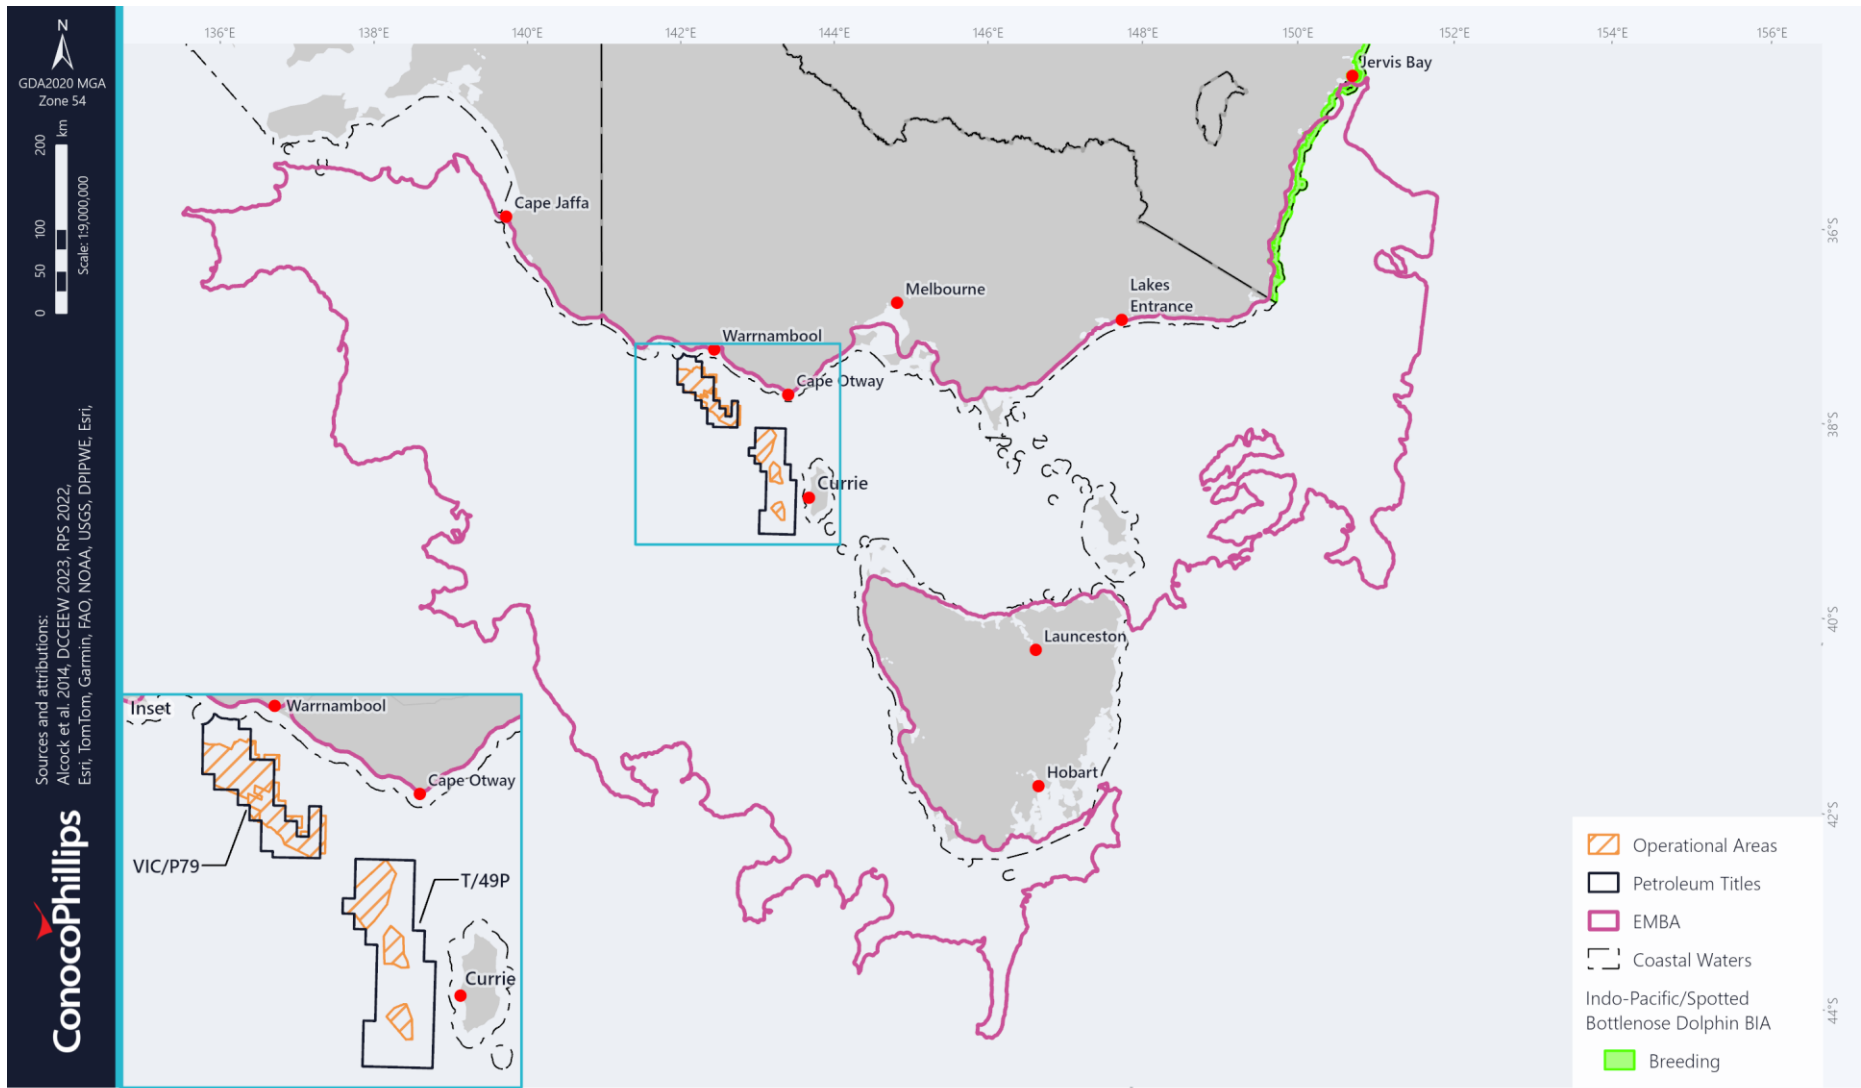 N
GDA2020 MGA
Zone 54
0 50 100 200 km
Scale: 1:9,000,000
Sources and attributions:
Alcock et al. 2014, DCCEEW 2023, RPS 2022,
Esri, TomTom, Garmin, FAO, NOAA, USGS, DPIPWE, Esri,
ConocoPhillips
136°E 138°E 140°E 142°E 144°E 146°E 148°E 150°E 152°E 154°E 156°E
36°S
38°S
40°S
42°S
44°S
Jervis Bay
Cape Jaffa
Melbourne
Lakes
Entrance
Warrnambool
Cape Otway
Currie
Launceston
Hobart
Inset
Warrnambool
Cape Otway
VIC/P79
T/49P
Currie
Operational Areas
Petroleum Titles
EMBA
Coastal Waters
Indo-Pacific/Spotted
Bottlenose Dolphin BIA
Breeding